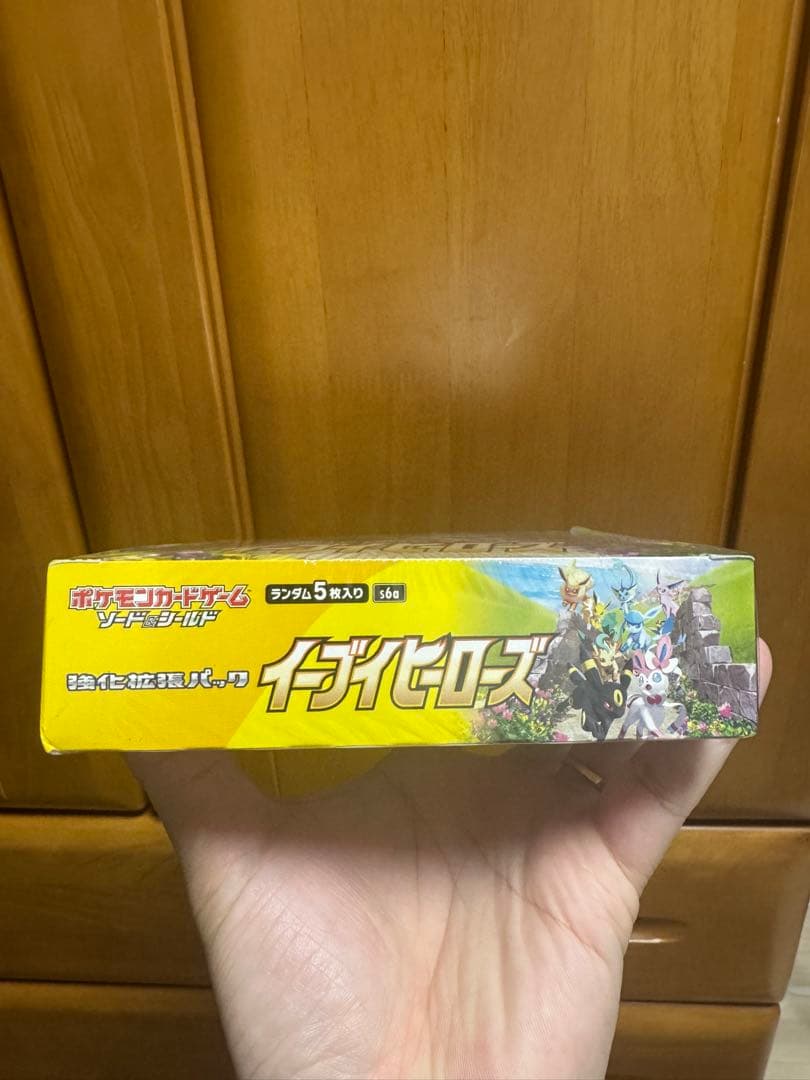 ポケモンカードゲーム
ソード&シールド
ランダム5枚入り s6a
強化拡張パック
イーブイヒーローズ